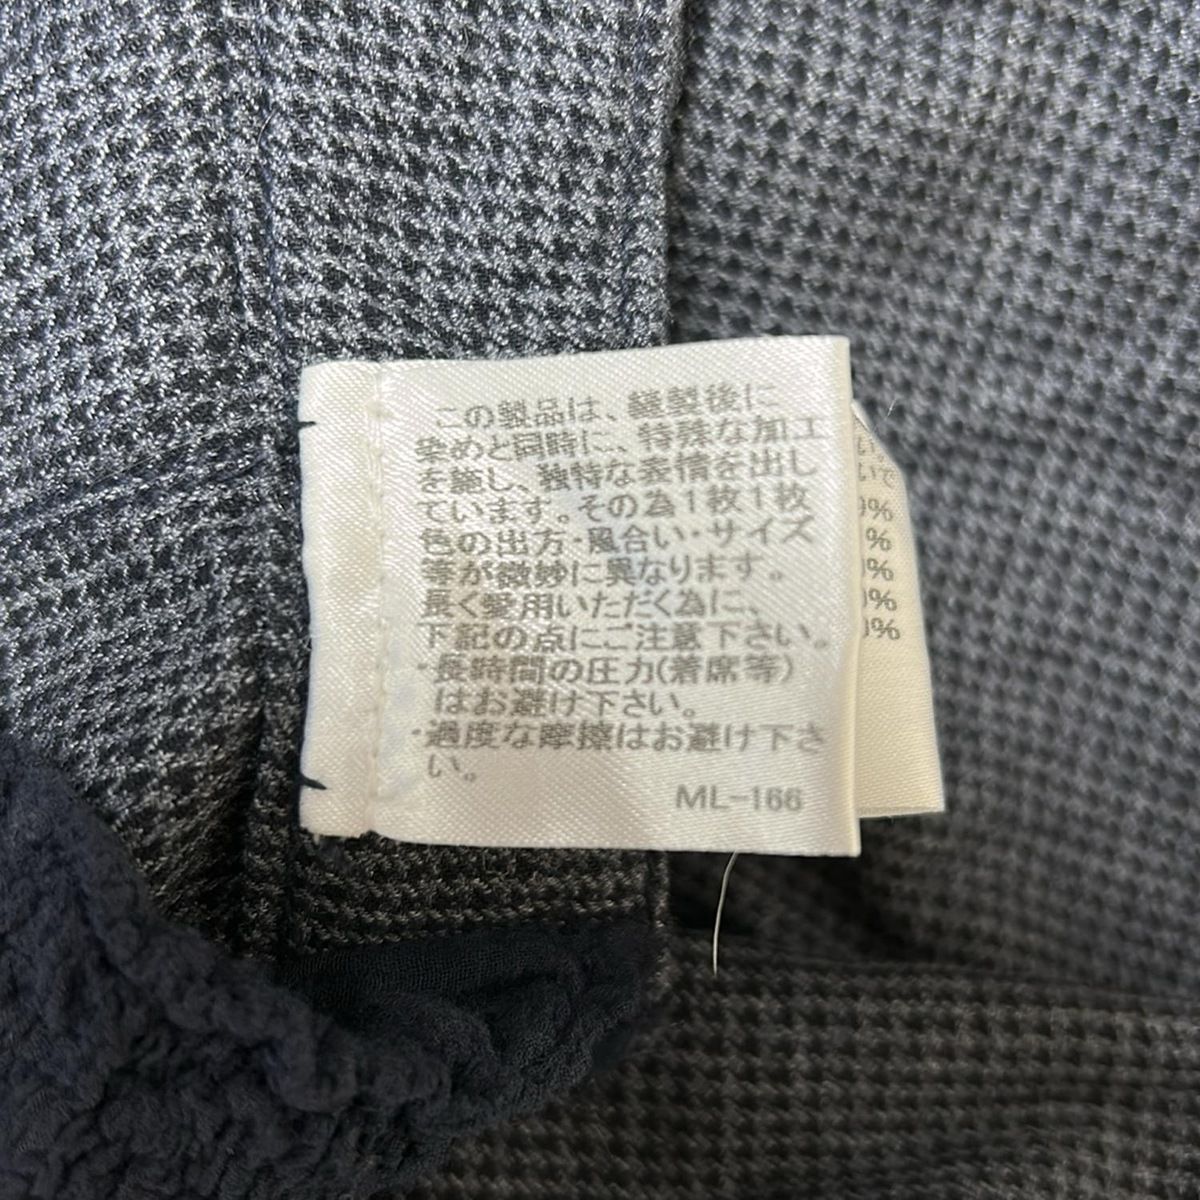 この製品は、縫製後に
染めと同時に、特殊な加工
を施し、独特な表情を出し
ています。その為1枚1枚
色の出方・風合い・サイズ
等が微妙に異なります。
長く愛用いただく為に、
下記の点にご注意下さい。
・長時間の圧力(着席等)
はお避け下さい。
・過度な摩擦はお避け下さ
い。
ML-166
%
%
%
%
%